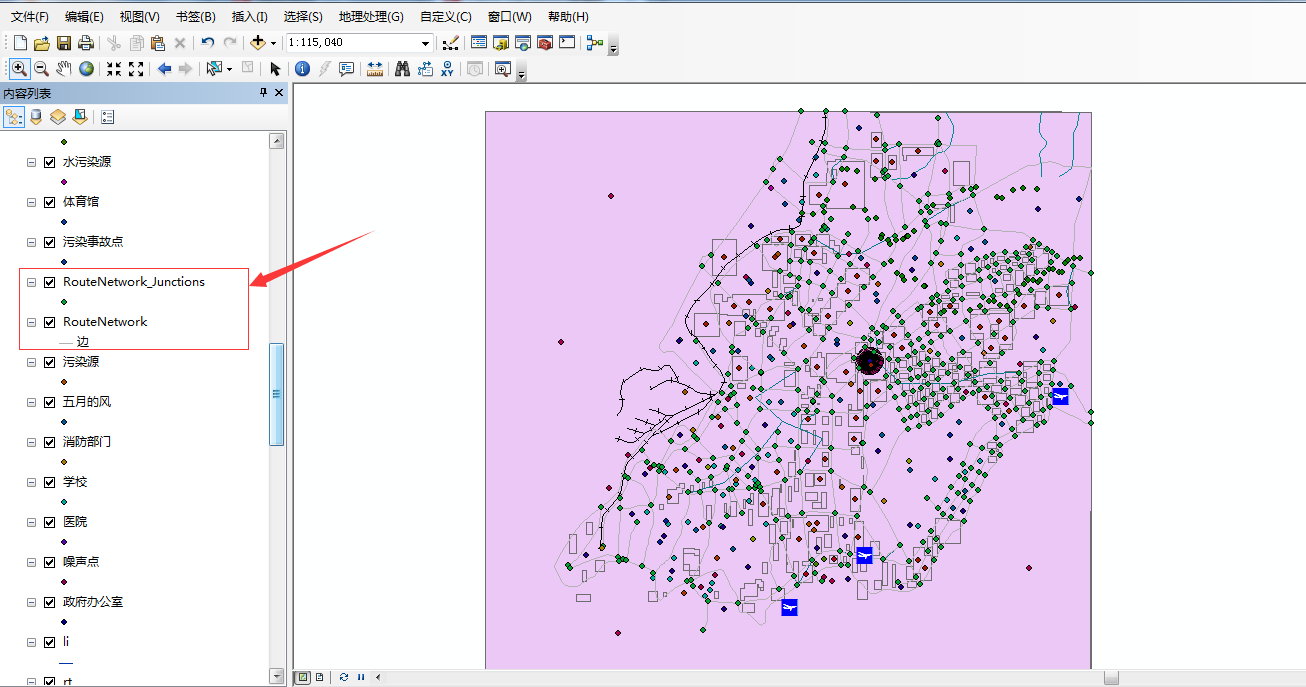 文件(F) 编辑(E) 视图(V) 书签(B) 插入(I) 选择(S) 地理处理(G) 自定义(C) 窗口(W) 帮助(H)
1:115,040
XY
内容列表
水污染源
体育馆
污染事故点
RouteNetwork_Junctions
RouteNetwork
边
污染源
五月的风
消防部门
学校
医院
噪声点
政府办公室
li
rt